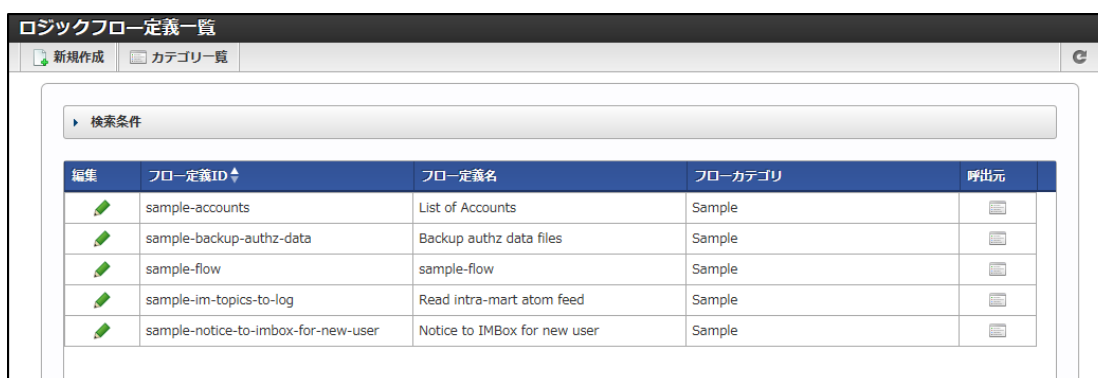 ロジックフロー定義一覧
新規作成 カテゴリ一覧
検索条件
編集 フロー定義ID フロー定義名 フローカテゴリ 呼出元
sample-accounts List of Accounts Sample
sample-backup-authz-data Backup authz data files Sample
sample-flow sample-flow Sample
sample-im-topics-to-log Read intra-mart atom feed Sample
sample-notice-to-imbox-for-new-user Notice to IMBox for new user Sample